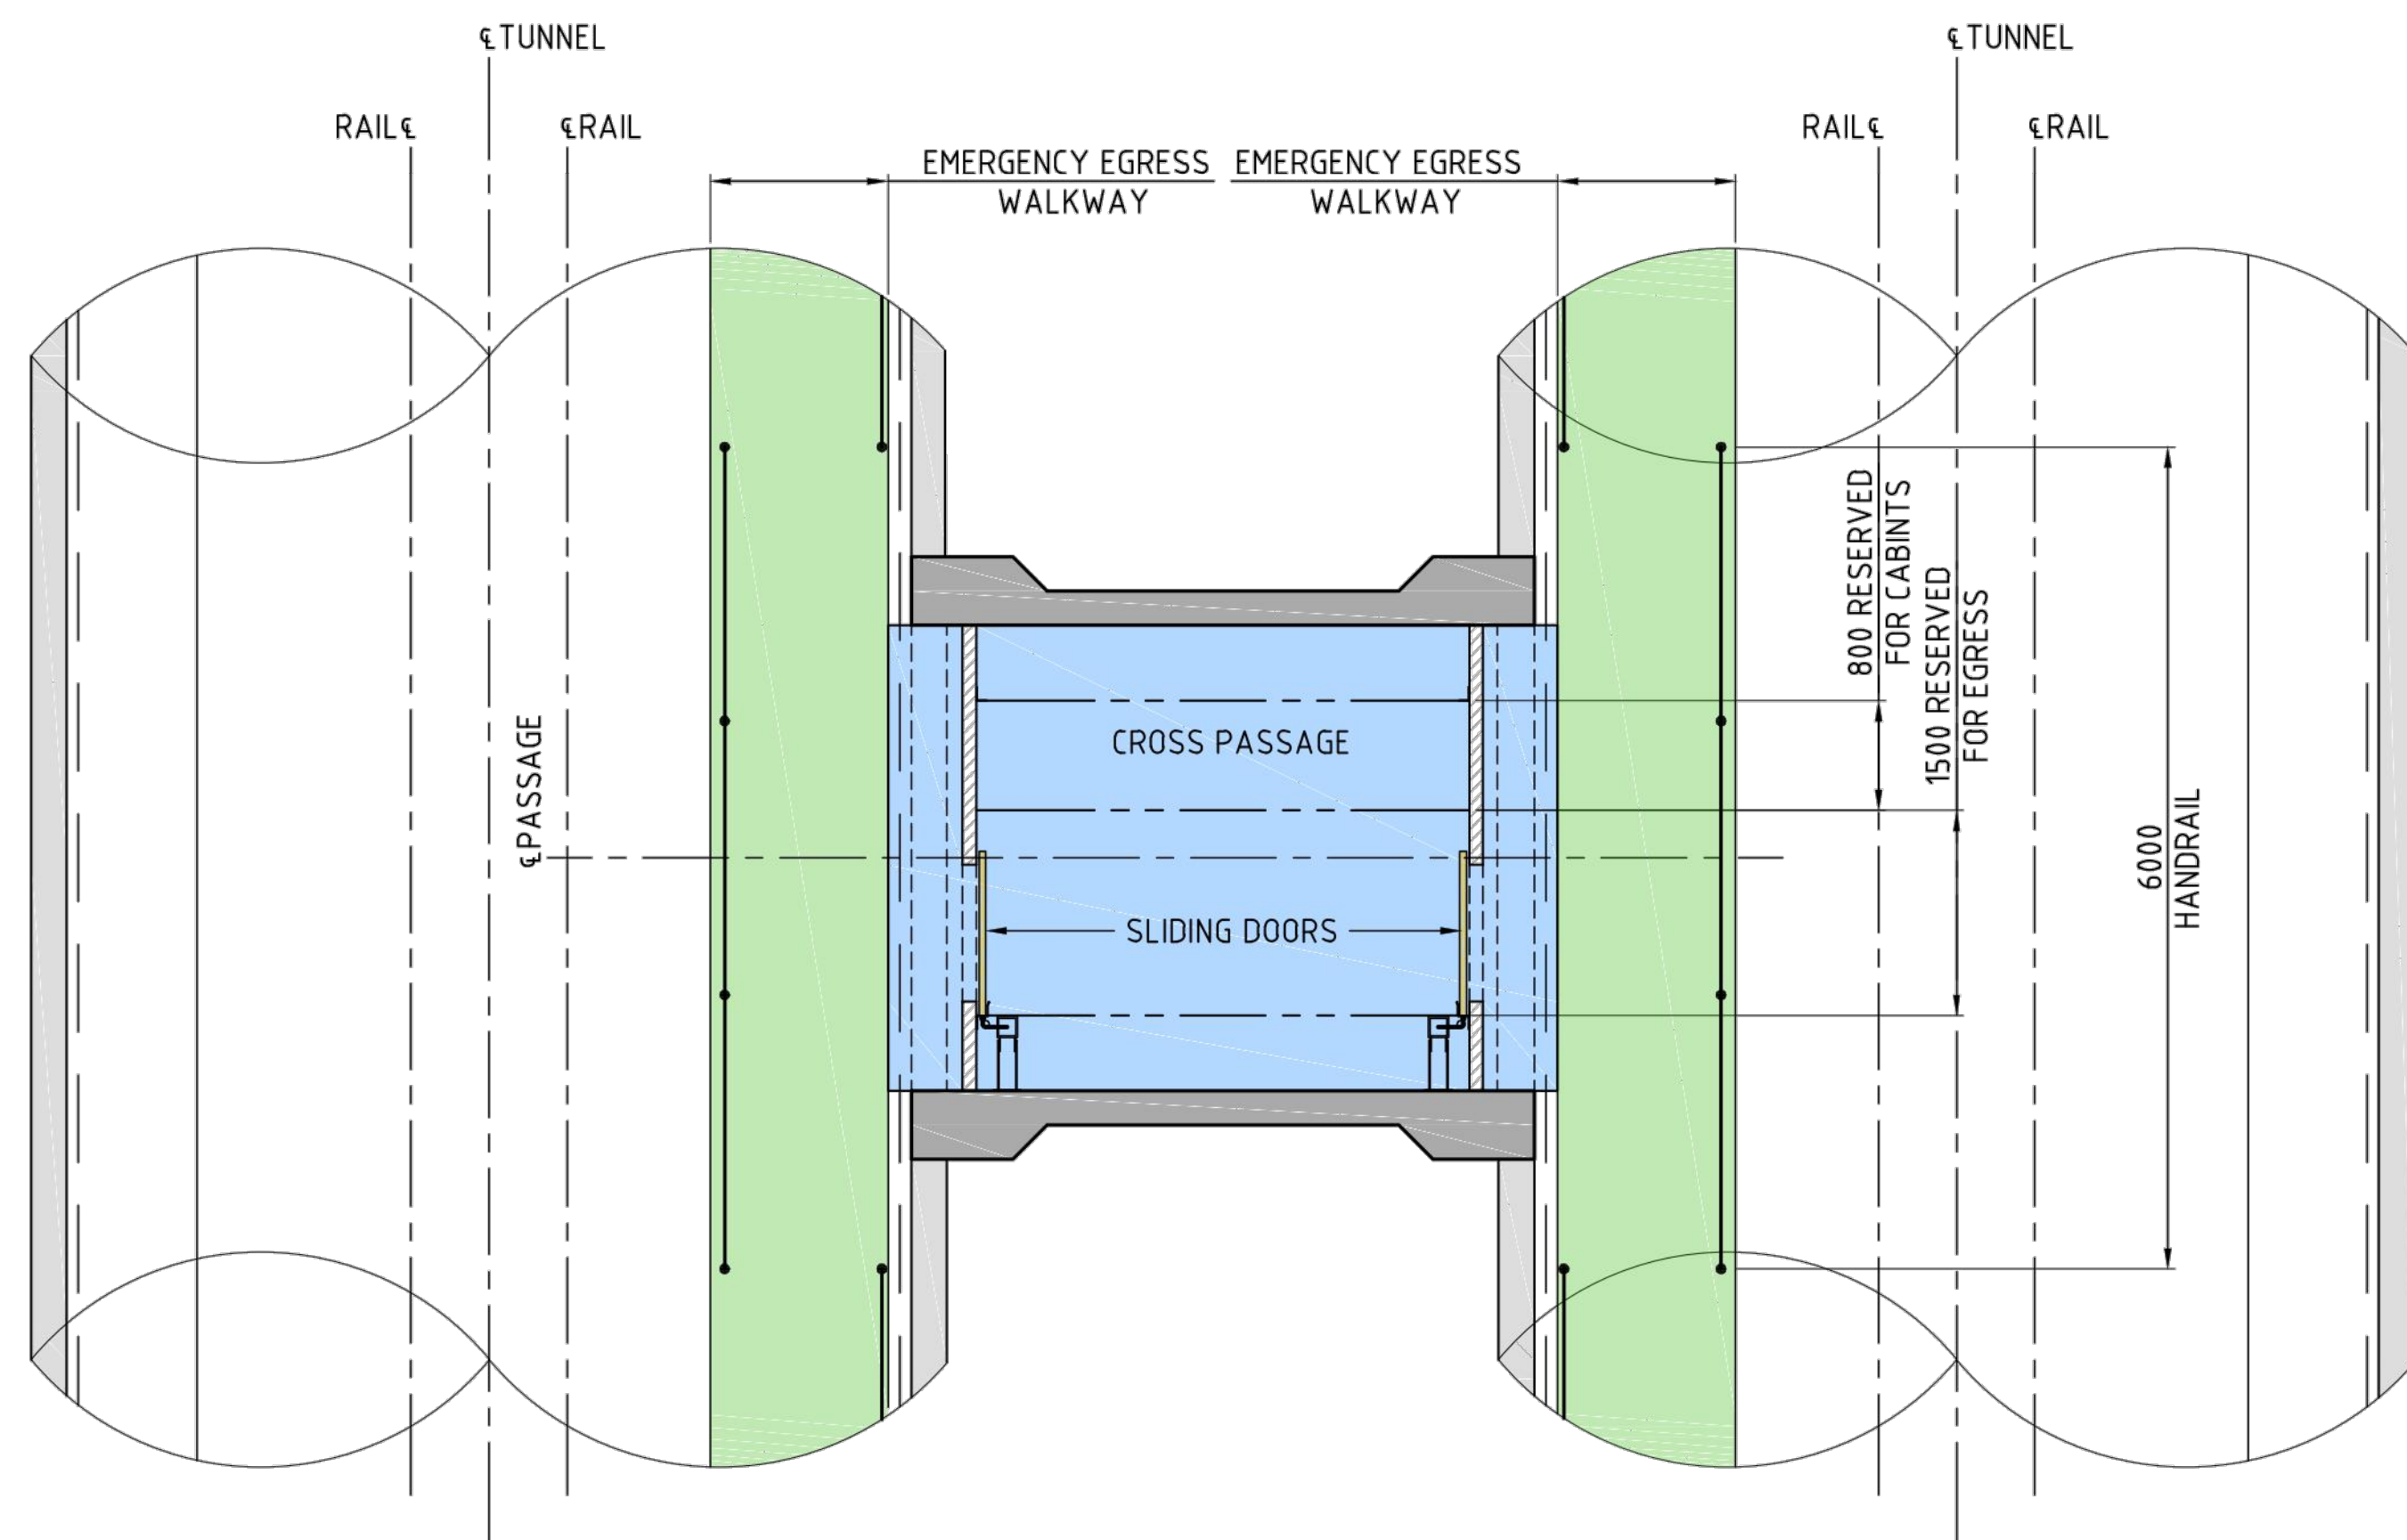 ℄ TUNNEL
℄ TUNNEL
RAIL ℄
℄ RAIL
RAIL ℄
℄ RAIL
EMERGENCY EGRESS
WALKWAY
EMERGENCY EGRESS
WALKWAY
800 RESERVED
FOR CABINTS
1500 RESERVED
FOR EGRESS
℄ PASSAGE
CROSS PASSAGE
6000
HANDRAIL
SLIDING DOORS